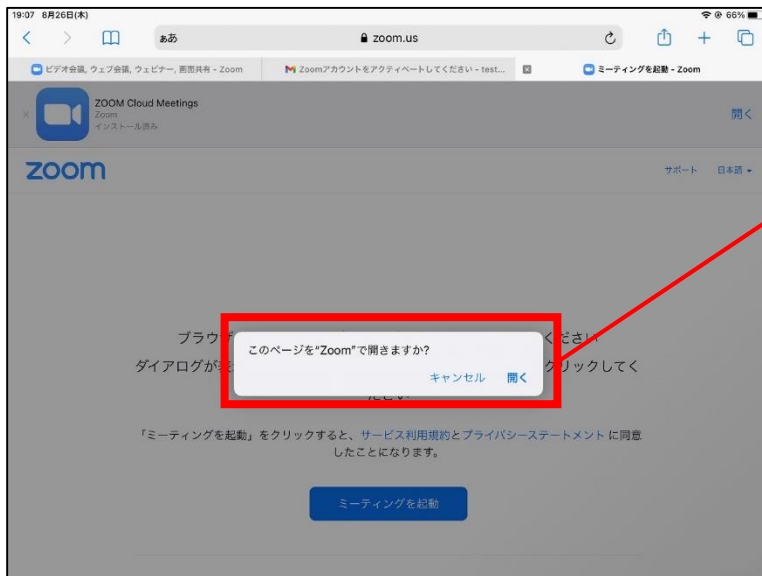 19:07 8月26日(木)
66%
ああ
zoom.us
ビデオ会議, ウェブ会議, ウェビナー, 画面共有 - Zoom
Zoomアカウントをアクティベートしてください - test...
ミーティングを起動 - Zoom
ZOOM Cloud Meetings
Zoom
インストール済み
開く
zoom
サポート
日本語
ブラウ
ください
このページを“Zoom”で開きますか?
ダイアログが
クリックしてく
キャンセル
開く
ださい
「ミーティングを起動」をクリックすると、サービス利用規約とプライバシーステートメント に同意
したことになります。
ミーティングを起動